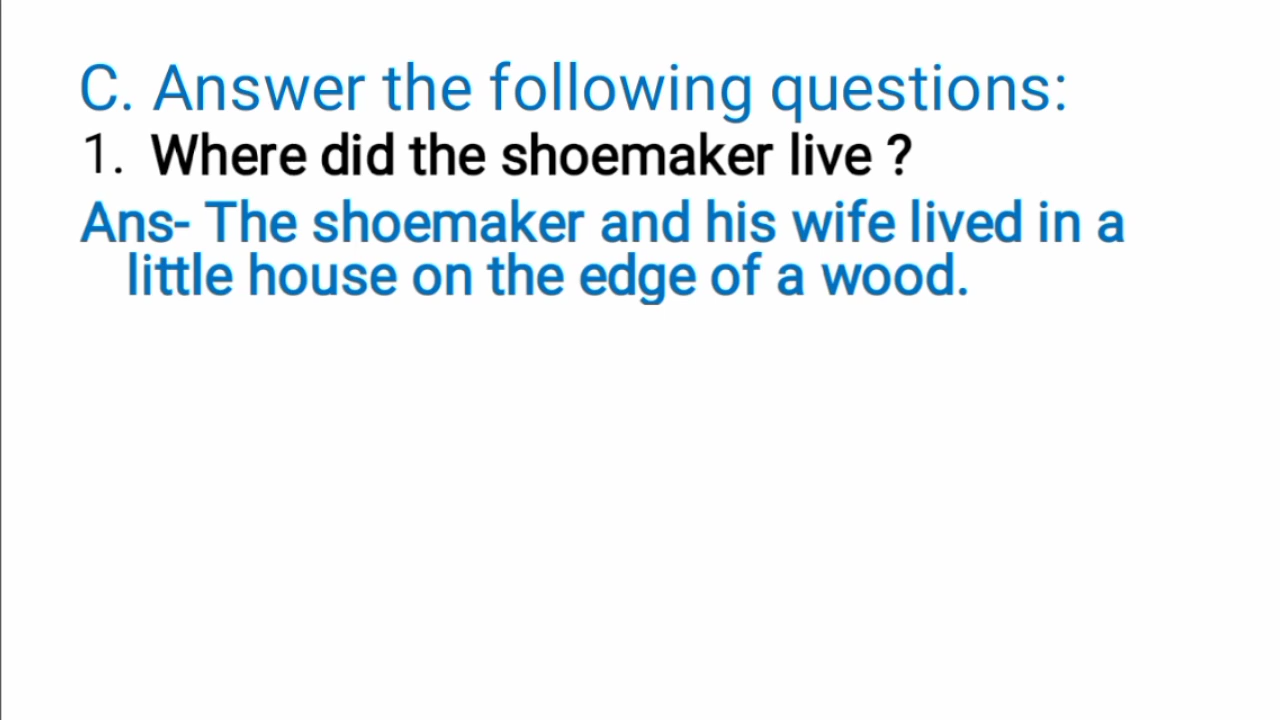 C. Answer the following questions:
1. Where did the shoemaker live ?
Ans- The shoemaker and his wife lived in a
little house on the edge of a wood.